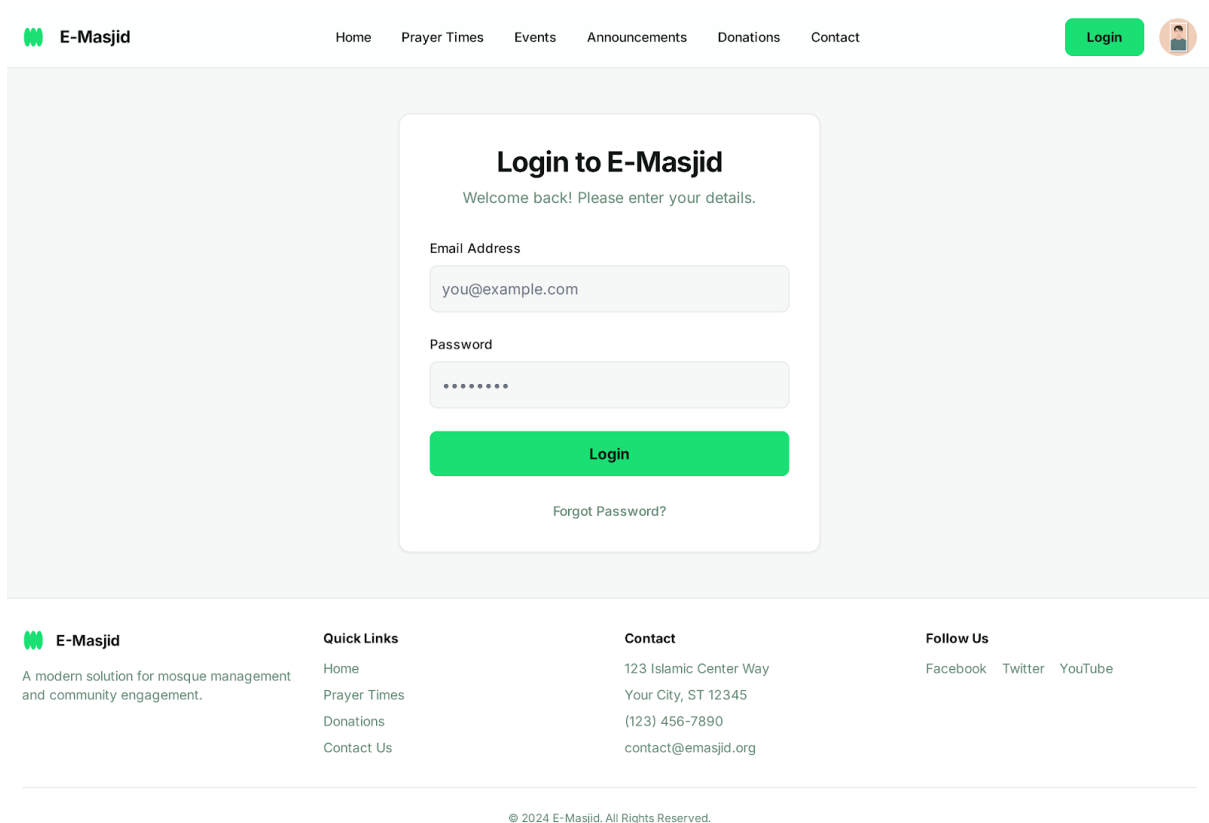 E-Masjid
Home Prayer Times Events Announcements Donations Contact
Login
Login to E-Masjid
Welcome back! Please enter your details.
Email Address
you@example.com
Password
••••••••
Login
Forgot Password?
E-Masjid
A modern solution for mosque management
and community engagement.
Quick Links
Home
Prayer Times
Donations
Contact Us
Contact
123 Islamic Center Way
Your City, ST 12345
(123) 456-7890
contact@emasjid.org
Follow Us
Facebook Twitter YouTube
© 2024 E-Masjid. All Rights Reserved.